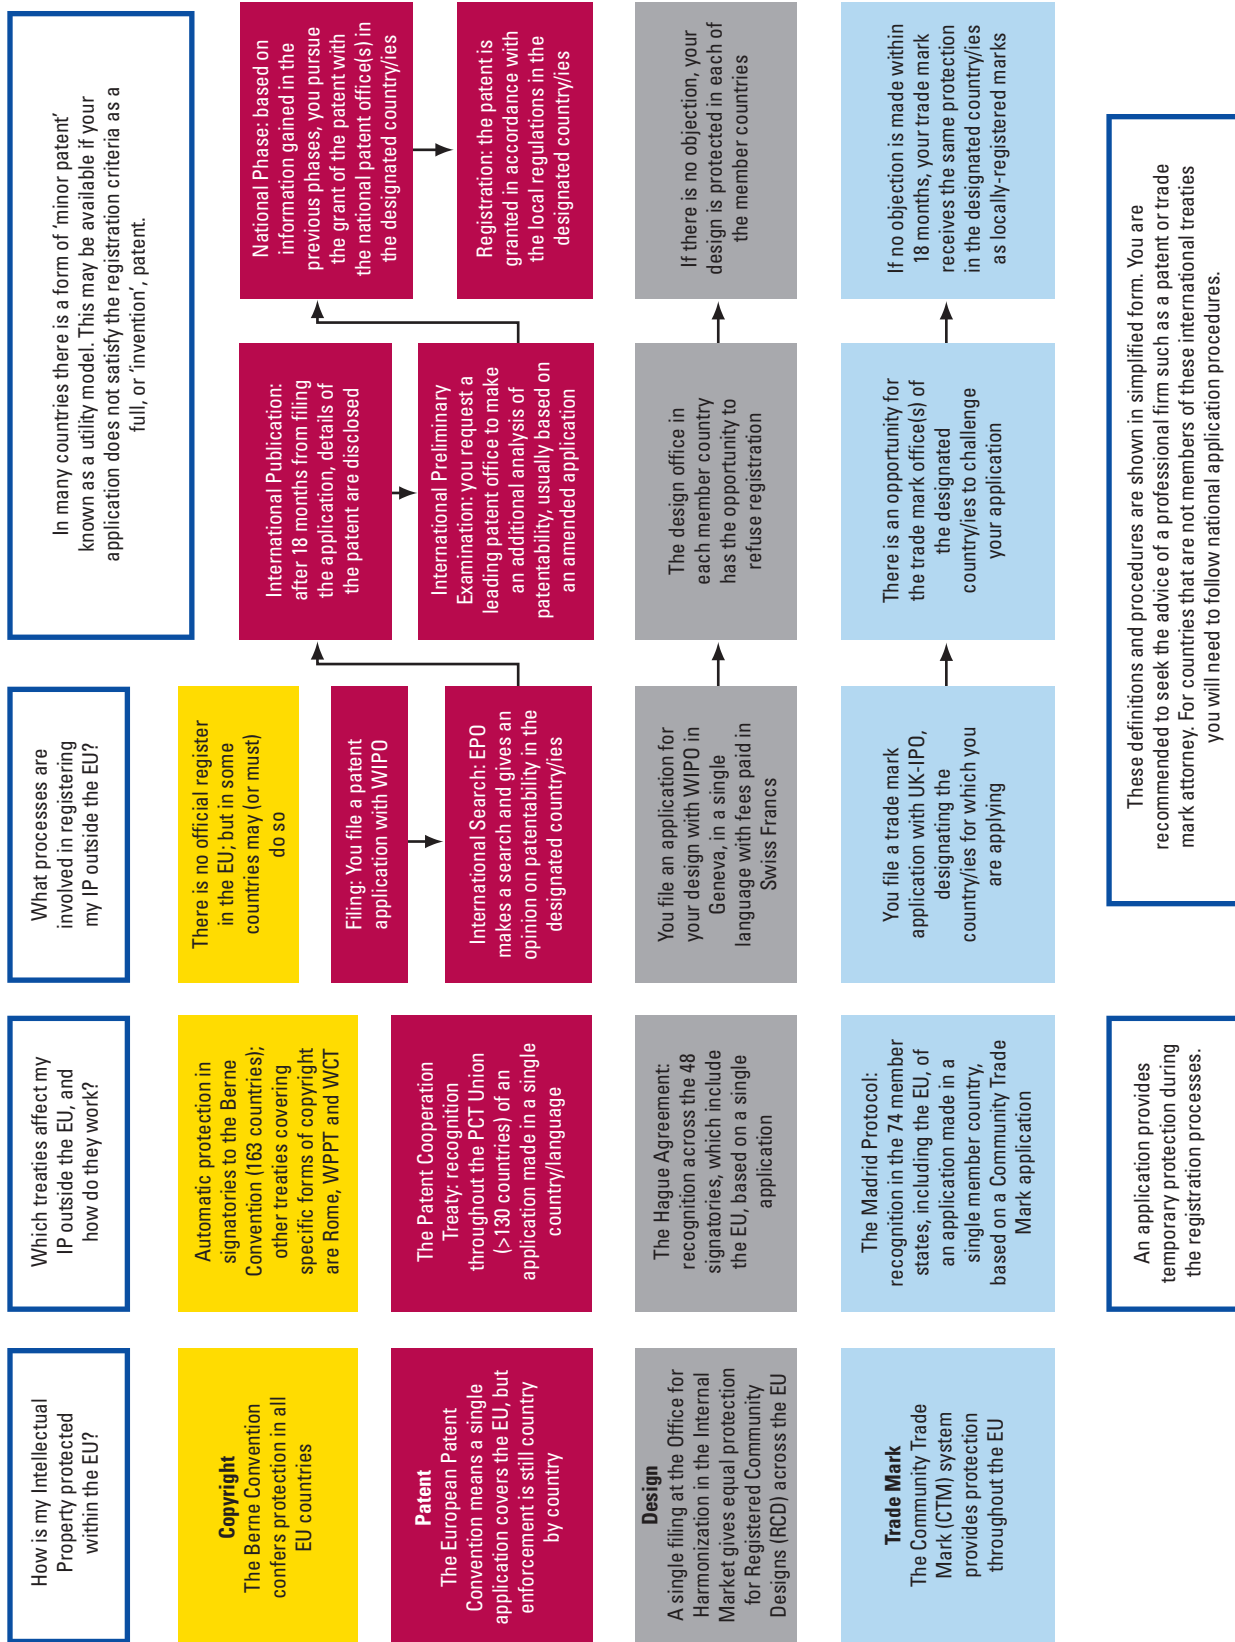 How is my Intellectual
Property protected
within the EU?
Which treaties affect my
IP outside the EU, and
how do they work?
What processes are
involved in registering
my IP outside the EU?
In many countries there is a form of ‘minor patent’
known as a utility model. This may be available if your
application does not satisfy the registration criteria as a
full, or ‘invention’, patent.
Copyright
The Berne Convention
confers protection in all
EU countries
Automatic protection in
signatories to the Berne
Convention (163 countries);
other treaties covering
specific forms of copyright
are Rome, WPPT and WCT
There is no official register
in the EU; but in some
countries may (or must)
do so
Patent
The European Patent
Convention means a single
application covers the EU, but
enforcement is still country
by country
The Patent Cooperation
Treaty: recognition
throughout the PCT Union
(>130 countries) of an
application made in a single
country/language
Filing: You file a patent
application with WIPO
International Search: EPO
makes a search and gives an
opinion on patentability in the
designated country/ies
International Publication:
after 18 months from filing
the application, details of
the patent are disclosed
International Preliminary
Examination: you request a
leading patent office to make
an additional analysis of
patentability, usually based on
an amended application
National Phase: based on
information gained in the
previous phases, you pursue
the grant of the patent with
the national patent office(s) in
the designated country/ies
Registration: the patent is
granted in accordance with
the local regulations in the
designated country/ies
Design
A single filing at the Office for
Harmonization in the Internal
Market gives equal protection
for Registered Community
Designs (RCD) across the EU
The Hague Agreement:
recognition across the 48
signatories, which include
the EU, based on a single
application
You file an application for
your design with WIPO in
Geneva, in a single
language with fees paid in
Swiss Francs
The design office in
each member country
has the opportunity to
refuse registration
If there is no objection, your
design is protected in each of
the member countries
Trade Mark
The Community Trade
Mark (CTM) system
provides protection
throughout the EU
The Madrid Protocol:
recognition in the 74 member
states, including the EU, of
an application made in a
single member country,
based on a Community Trade
Mark application
You file a trade mark
application with UK-IPO,
designating the
country/ies for which you
are applying
There is an opportunity for
the trade mark office(s) of
the designated
country/ies to challenge
your application
If no objection is made within
18 months, your trade mark
receives the same protection
in the designated country/ies
as locally-registered marks
An application provides
temporary protection during
the registration processes.
These definitions and procedures are shown in simplified form. You are
recommended to seek the advice of a professional firm such as a patent or trade
mark attorney. For countries that are not members of these international treaties
you will need to follow national application procedures.